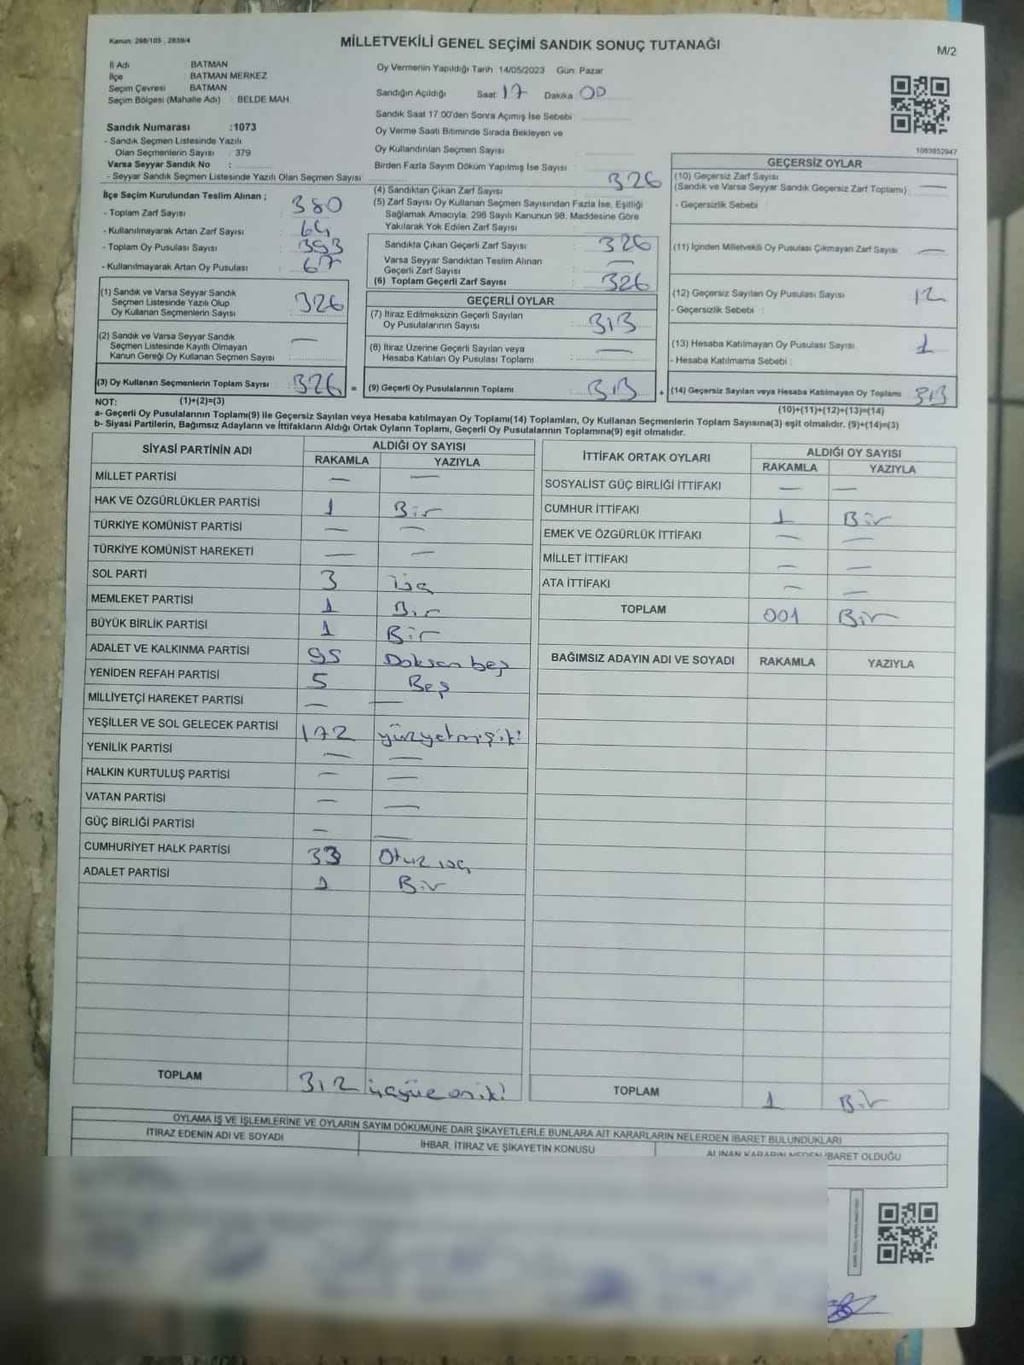 Kanun: 298/105 , 2839/4
MİLLETVEKİLİ GENEL SEÇİMİ SANDIK SONUÇ TUTANAĞI
M/2
İl Adı BATMAN
İlçe : BATMAN MERKEZ
Seçim Çevresi BATMAN
Seçim Bölgesi (Mahalle Adı) : BELDE MAH.
Sandık Numarası :1073
- Sandık Seçmen Listesinde Yazılı
Olan Seçmenlerin Sayısı : 379
Varsa Seyyar Sandık No :
- Seyyar Sandık Seçmen Listesinde Yazılı Olan Seçmen Sayısı
Oy Vermenin Yapıldığı Tarih 14/05/2023 Gün: Pazar
Sandığın Açıldığı Saat 17 Dakika 00
Sandık Saat 17.00'den Sonra Açılmış İse Sebebi
Oy Verme Saati Bitiminde Sırada Bekleyen ve
Oy Kullandırılan Seçmen Sayısı
Birden Fazla Sayım Döküm Yapılmış İse Sayısı
1083852947
İlçe Seçim Kurulundan Teslim Alınan ;
- Toplam Zarf Sayısı 380
- Kullanılmayarak Artan Zarf Sayısı 64
- Toplam Oy Pusulası Sayısı 393
- Kullanılmayarak Artan Oy Pusulası 67
(4) Sandıktan Çıkan Zarf Sayısı 326
(5) Zarf Sayısı Oy Kullanan Seçmen Sayısından Fazla İse, Eşitliği
Sağlamak Amacıyla, 298 Sayılı Kanunun 98. Maddesine Göre
Yakılarak Yok Edilen Zarf Sayısı
Sandıkta Çıkan Geçerli Zarf Sayısı : 326
Varsa Seyyar Sandıktan Teslim Alınan
Geçerli Zarf Sayısı : —
(6) Toplam Geçerli Zarf Sayısı : 326
GEÇERSİZ OYLAR
(10) Geçersiz Zarf Sayısı
(Sandık ve Varsa Seyyar Sandık Geçersiz Zarf Toplamı) —
- Geçersizlik Sebebi :
(11) İçinden Milletvekili Oy Pusulası Çıkmayan Zarf Sayısı —
(12) Geçersiz Sayılan Oy Pusulası Sayısı 12
- Geçersizlik Sebebi :
(13) Hesaba Katılmayan Oy Pusulası Sayısı 1
- Hesaba Katılmama Sebebi :
(14) Geçersiz Sayılan veya Hesaba Katılmayan Oy Toplamı
(10)+(11)+(12)+(13)=(14)
(1) Sandık ve Varsa Seyyar Sandık
Seçmen Listesinde Yazılı Olup
Oy Kullanan Seçmenlerin Sayısı : 326
(2) Sandık ve Varsa Seyyar Sandık
Seçmen Listesinde Kayıtlı Olmayan
Kanun Gereği Oy Kullanan Seçmen Sayısı : —
(3) Oy Kullanan Seçmenlerin Toplam Sayısı : 326 =
GEÇERLİ OYLAR
(7) İtiraz Edilmeksizin Geçerli Sayılan
Oy Pusulalarının Sayısı : 313
(8) İtiraz Üzerine Geçerli Sayılan veya
Hesaba Katılan Oy Pusulası Toplamı : —
(9) Geçerli Oy Pusulalarının Toplamı : 313 +
NOT: (1)+(2)=(3)
a- Geçerli Oy Pusulalarının Toplamı(9) ile Geçersiz Sayılan veya Hesaba katılmayan Oy Toplamı(14) Toplamları, Oy Kullanan Seçmenlerin Toplam Sayısına(3) eşit olmalıdır. (9)+(14)=(3)
b- Siyasi Partilerin, Bağımsız Adayların ve İttifakların Aldığı Ortak Oyların Toplamı, Geçerli Oy Pusulalarının Toplamına(9) eşit olmalıdır.
SİYASİ PARTİNİN ADI ALDIĞI OY SAYISI
RAKAMLA YAZIYLA
MİLLET PARTİSİ — —
HAK VE ÖZGÜRLÜKLER PARTİSİ 1 Bir
TÜRKİYE KOMÜNİST PARTİSİ — —
TÜRKİYE KOMÜNİST HAREKETİ — —
SOL PARTİ 3 üç
MEMLEKET PARTİSİ 1 Bir
BÜYÜK BİRLİK PARTİSİ 1 Bir
ADALET VE KALKINMA PARTİSİ 95 Doksan beş
YENİDEN REFAH PARTİSİ 5 Beş
MİLLİYETÇİ HAREKET PARTİSİ — —
YEŞİLLER VE SOL GELECEK PARTİSİ 172 yüzyetmişiki
YENİLİK PARTİSİ — —
HALKIN KURTULUŞ PARTİSİ — —
VATAN PARTİSİ — —
GÜÇ BİRLİĞİ PARTİSİ — —
CUMHURİYET HALK PARTİSİ 33 Otuz üç
ADALET PARTİSİ 1 Bir
TOPLAM 312 üçyüz oniki
İTTİFAK ORTAK OYLARI ALDIĞI OY SAYISI
RAKAMLA YAZIYLA
SOSYALİST GÜÇ BİRLİĞİ İTTİFAKI — —
CUMHUR İTTİFAKI 1 Bir
EMEK VE ÖZGÜRLÜK İTTİFAKI — —
MİLLET İTTİFAKI — —
ATA İTTİFAKI — —
TOPLAM 001 Bir
BAĞIMSIZ ADAYIN ADI VE SOYADI RAKAMLA YAZIYLA
TOPLAM 1 Bir
OYLAMA İŞ VE İŞLEMLERİNE VE OYLARIN SAYIM DÖKÜMÜNE DAİR ŞİKAYETLERLE BUNLARA AİT KARARLARIN NELERDEN İBARET BULUNDUKLARI
İTİRAZ EDENİN ADI VE SOYADI İHBAR, İTİRAZ VE ŞİKAYETİN KONUSU ALINAN KARARIN NEDEN İBARET OLDUĞU